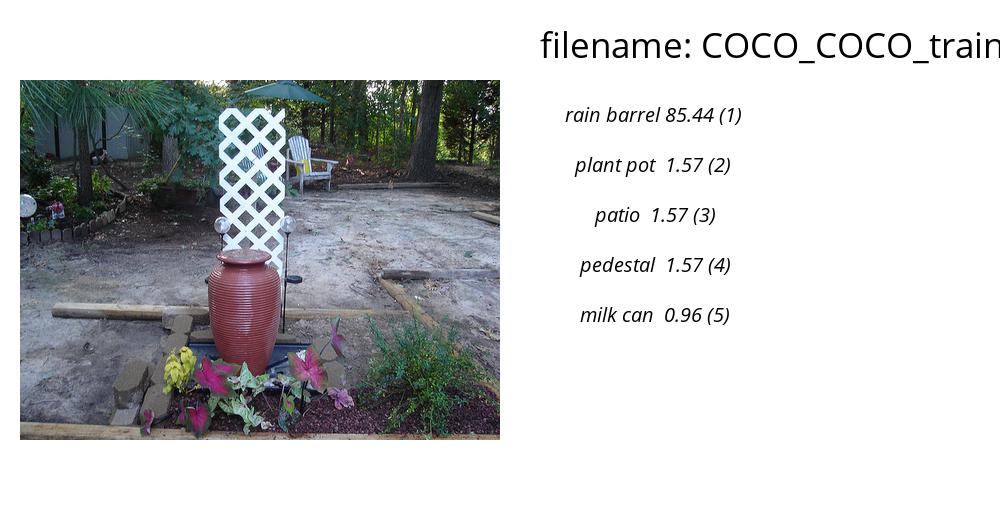 filename: COCO_COCO_train
rain barrel 85.44 (1)
plant pot 1.57 (2)
patio 1.57 (3)
pedestal 1.57 (4)
milk can 0.96 (5)